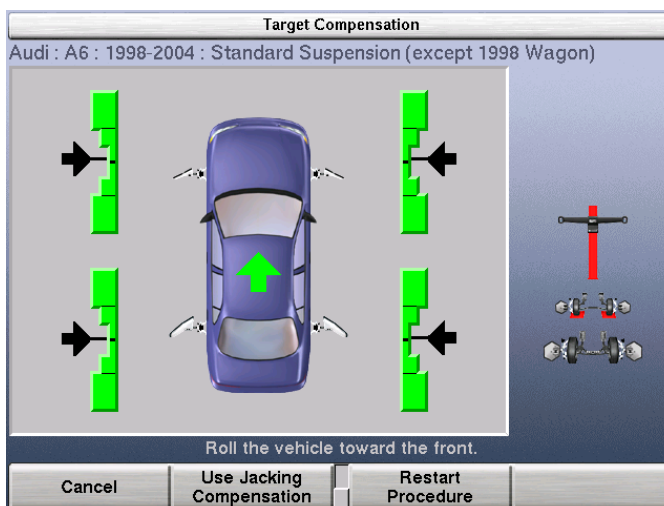 Target Compensation
Audi : A6 : 1998-2004 : Standard Suspension (except 1998 Wagon)
Roll the vehicle toward the front.
Cancel
Use Jacking
Compensation
Restart
Procedure